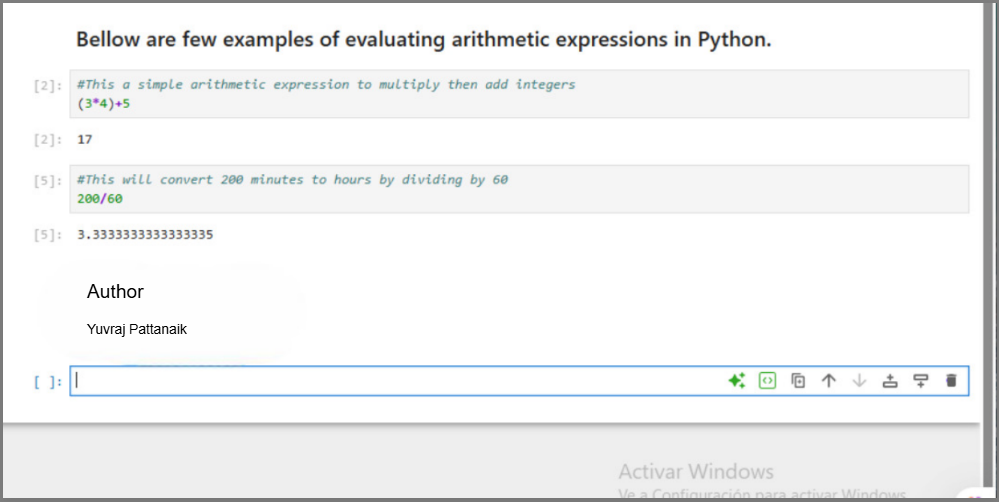 Bellow are few examples of evaluating arithmetic expressions in Python.
[2]: #This a simple arithmetic expression to multiply then add integers
(3*4)+5
[2]: 17
[5]: #This will convert 200 minutes to hours by dividing by 60
200/60
[5]: 3.3333333333333335
Author
Yuvraj Pattanaik
[ ]:
Activar Windows
Ve a Configuración para activar Windows.